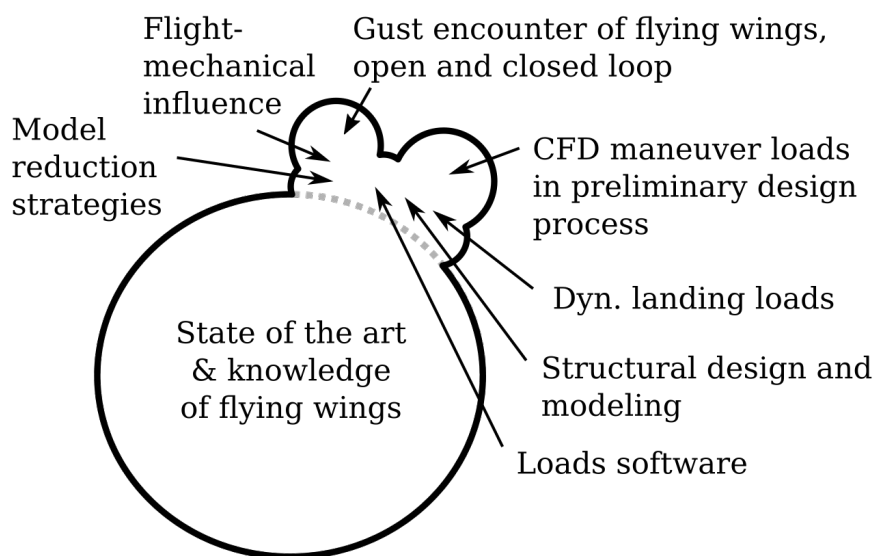 Flight-
mechanical
influence
Gust encounter of flying wings,
open and closed loop
Model
reduction
strategies
CFD maneuver loads
in preliminary design
process
Dyn. landing loads
State of the art
& knowledge
of flying wings
Structural design and
modeling
Loads software